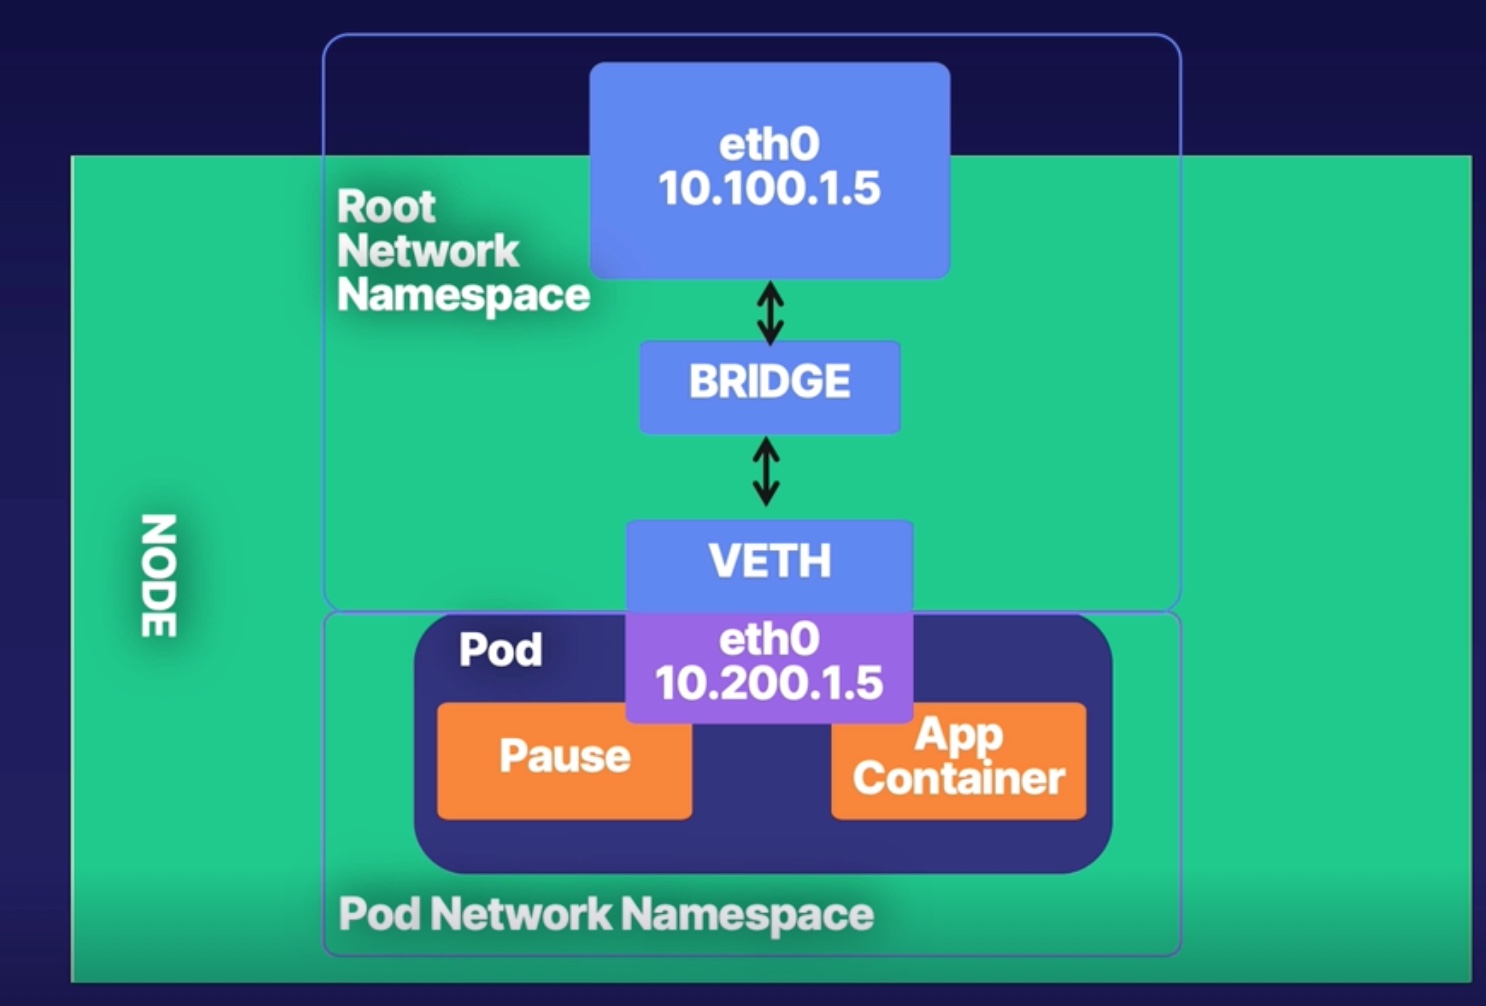 eth0
10.100.1.5
Root
Network
Namespace
BRIDGE
NODE
VETH
Pod
eth0
10.200.1.5
Pause
App
Container
Pod Network Namespace